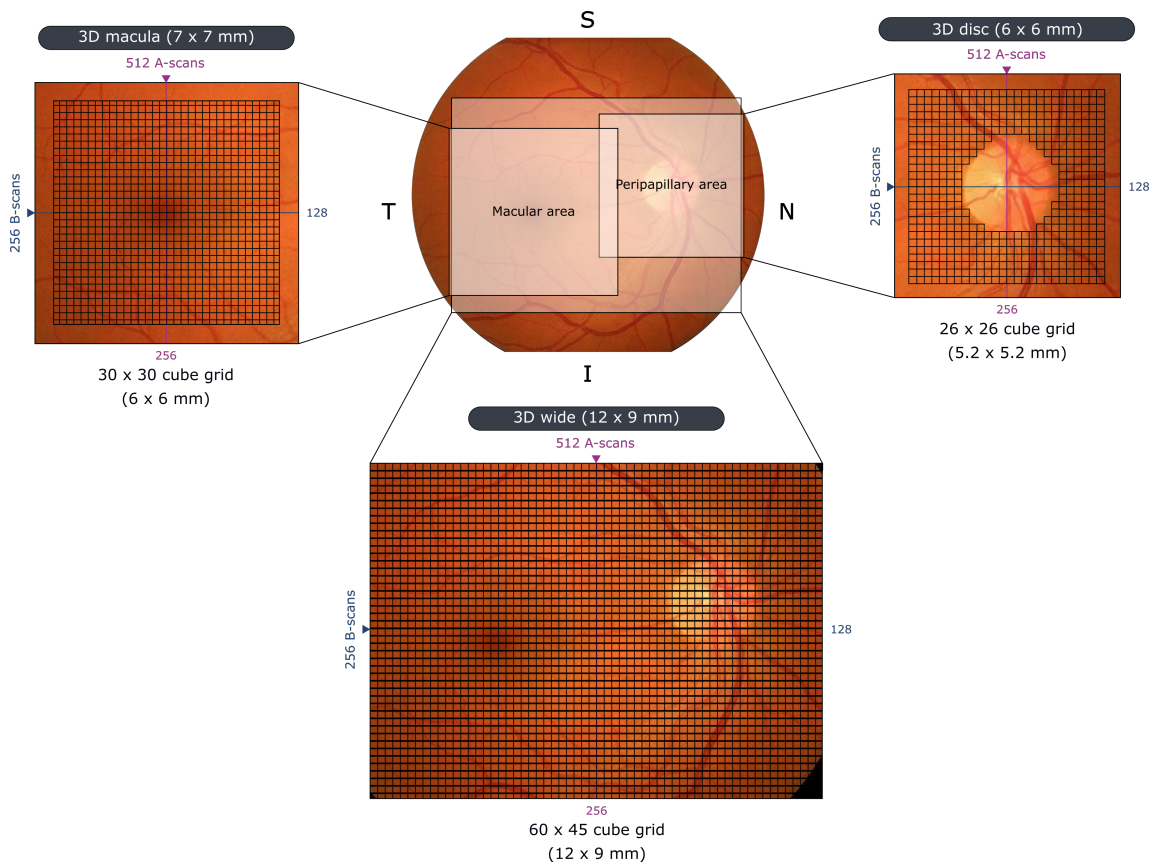 S
3D macula (7 x 7 mm)
512 A-scans
256 B-scans
128
256
30 x 30 cube grid
(6 x 6 mm)
T
Macular area
Peripapillary area
N
I
3D disc (6 x 6 mm)
512 A-scans
256 B-scans
128
256
26 x 26 cube grid
(5.2 x 5.2 mm)
3D wide (12 x 9 mm)
512 A-scans
256 B-scans
128
256
60 x 45 cube grid
(12 x 9 mm)